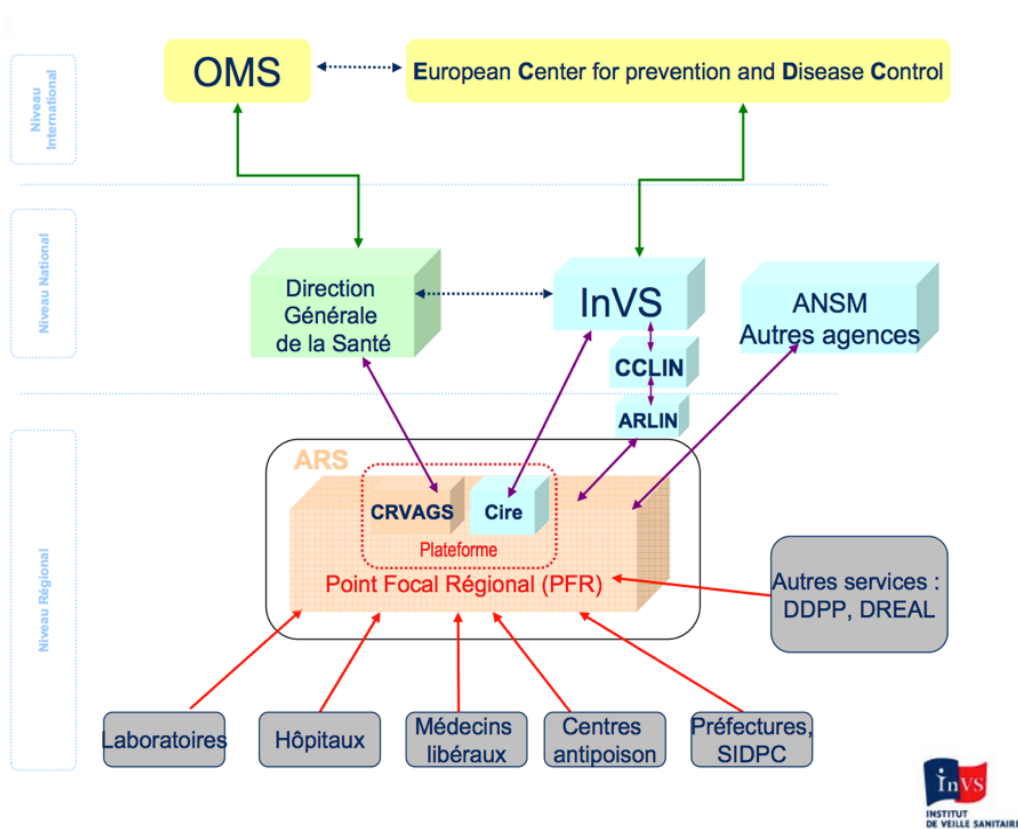 Niveau
International
OMS
European Center for prevention and Disease Control
Niveau National
Direction
Générale
de la Santé
InVS
ANSM
Autres agences
CCLIN
ARLIN
Niveau Régional
ARS
CRVAGS
Cire
Plateforme
Point Focal Régional (PFR)
Autres services :
DDPP, DREAL
Laboratoires
Hôpitaux
Médecins
libéraux
Centres
antipoison
Préfectures,
SIDPC
InVS
INSTITUT
DE VEILLE SANITAIRE